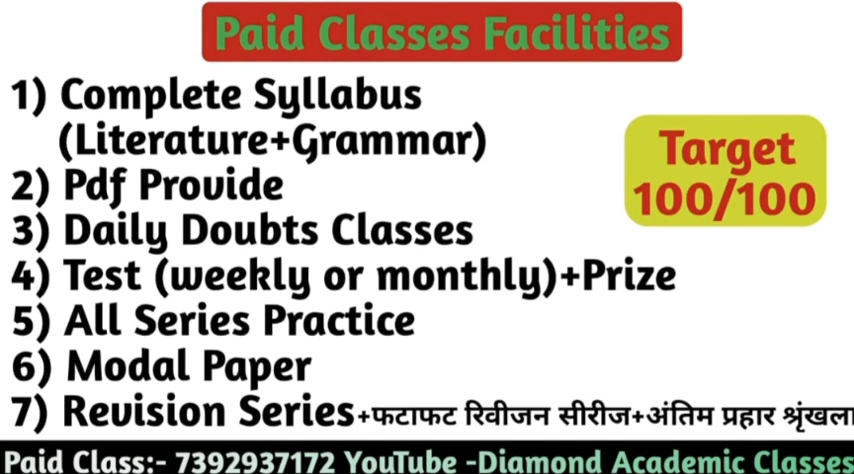 Paid Classes Facilities
1) Complete Syllabus
(Literature+Grammar)
2) Pdf Provide
3) Daily Doubts Classes
4) Test (weekly or monthly)+Prize
5) All Series Practice
6) Modal Paper
7) Revision Series+फटाफट रिवीजन सीरीज+अंतिम प्रहार श्रृंखला
Target
100/100
Paid Class:- 7392937172 YouTube -Diamond Academic Classes